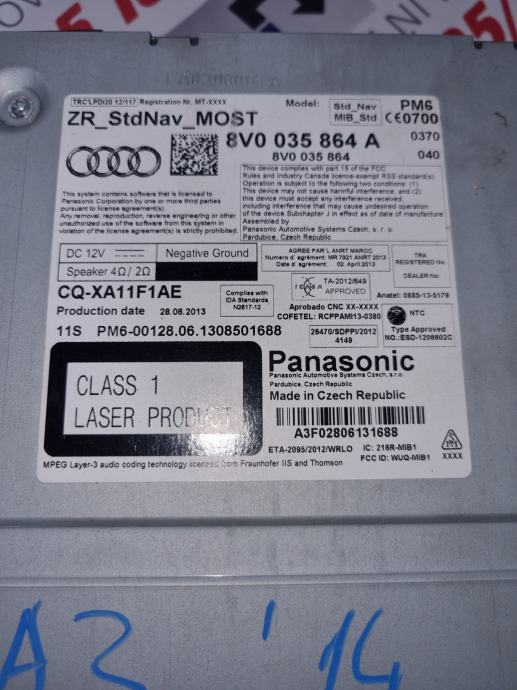 TRC'LPDI20 12/117 Registration Nr. MT-XXXX
Model: Std_Nav MIB_Std
PM6
CE0700
ZR_StdNav_MOST
8V0 035 864 A
0370
8V0 035 864
040
This device complies with part 15 of the FCC
Rules and Industry Canada licence-exempt RSS standard(s)
Operation is subject to the following two conditions: (1)
This device may not cause harmful interference, and (2)
this device must accept any interference received,
including interference that may cause undesired operation
of the device.Subchapter J in effect as of date of manufacture
Assembled by
Panasonic Automotive Systems Czech, s.r.o.
Pardubice, Czech Republic
This system contains software that is licensed to
Panasonic Corporation by one or more third parties
pursuant to license agreement(s).
Any removal, reproduction, reverse engineering or other
unauthorized use of this software from this system in
violation of the license agreement(s) is strictly prohibited.
DC 12V
Negative Ground
Speaker 4Ω / 2Ω
AGREE PAR L ANRT MAROC
Numero d' agrément: MR 7921 ANRT 2013
Date d' agrément: 02. April.2013
TRA
REGISTERED No.
DEALER No:
ICASA
TA-2012/649
APPROVED
Anatel: 0885-13-5179
CQ-XA11F1AE
Complies with
IDA Standards
N2617-12
Aprobado CNC XX-XXXX
COFETEL: RCPPAMI13-0380
NTC
Type Approved
NO.:ESD-1206602C
Production date 28.06.2013
11S PM6-00128.06.1308501688
26470/SDPPI/2012
4149
CLASS 1
LASER PRODUCT
Panasonic
Panasonic Automotive Systems Czech, s.r.o.
Pardubice, Czech Republic
Made in Czech Republic
A3F02806131688
ETA-2095/2012/WRLO
IC: 216R-MIB1
FCC ID: WUQ-MIB1
XXXX
MPEG Layer-3 audio coding technology licensed from Fraunhofer IIS and Thomson
A3 '14